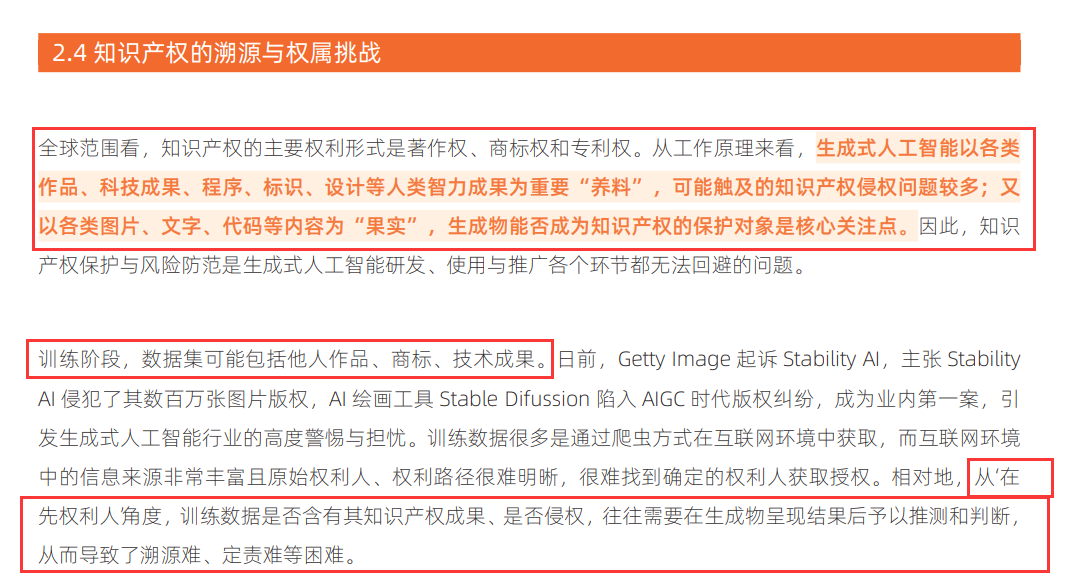 2.4 知识产权的溯源与权属挑战
全球范围看，知识产权的主要权利形式是著作权、商标权和专利权。从工作原理来看，生成式人工智能以各类
作品、科技成果、程序、标识、设计等人类智力成果为重要“养料”，可能触及的知识产权侵权问题较多；又
以各类图片、文字、代码等内容为“果实”，生成物能否成为知识产权的保护对象是核心关注点。因此，知识
产权保护与风险防范是生成式人工智能研发、使用与推广各个环节都无法回避的问题。
训练阶段，数据集可能包括他人作品、商标、技术成果。日前，Getty Image 起诉 Stability AI，主张 Stability
AI 侵犯了其数百万张图片版权，AI 绘画工具 Stable Difussion 陷入 AIGC 时代版权纠纷，成为业内第一案，引
发生成式人工智能行业的高度警惕与担忧。训练数据很多是通过爬虫方式在互联网环境中获取，而互联网环境
中的信息来源非常丰富且原始权利人、权利路径很难明晰，很难找到确定的权利人获取授权。相对地，从‘在
先权利人’角度，训练数据是否含有其知识产权成果、是否侵权，往往需要在生成物呈现结果后予以推测和判断，
从而导致了溯源难、定责难等困难。